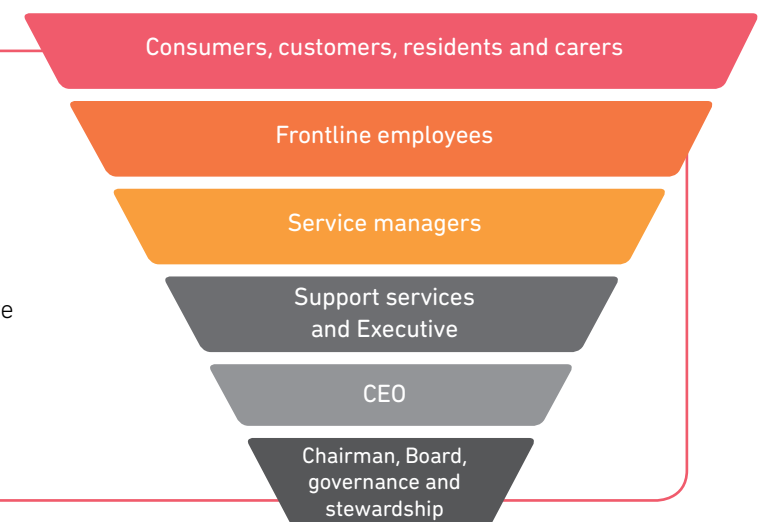 Consumers, customers, residents and carers
Frontline employees
Service managers
Support services
and Executive
e
CEO
Chairman, Board,
governance and
stewardship